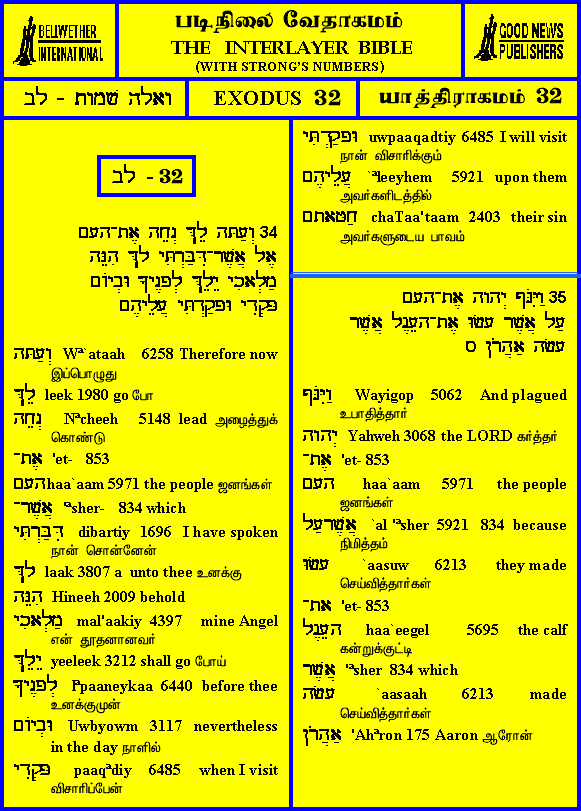 BELLWETHER
INTERNATIONAL
படிநிலை வேதாகமம்
THE INTERLAYER BIBLE
(WITH STRONG'S NUMBERS)
GOOD NEWS
PUBLISHERS
ואלה שמות - לב
EXODUS 32
யாத்திராகமம் 32
לב - 32
34 וְעַתָּה לֵךְ נְחֵה אֶת־הָעָם
אֶל אֲשֶׁר־דִּבַּרְתִּי לָךְ הִנֵּה
מַלְאָכִי יֵלֵךְ לְפָנֶיךָ וּבְיוֹם
פָּקְדִי וּפָקַדְתִּי עֲלֵיהֶם
וְעַתָּה Wª`ataah 6258 Therefore now
இப்பொழுது
לֵךְ leek 1980 go போ
נְחֵה Nªcheeh 5148 lead அழைத்துக்
கொண்டு
אֶת־ 'et- 853
הָעָם haa`aam 5971 the people ஜனங்கள்
אֲשֶׁר־ 'ªsher- 834 which
דִּבַּרְתִּי dibartiy 1696 I have spoken
நான் சொன்னேன்
לָךְ laak 3807 a unto thee உனக்கு
הִנֵּה Hineeh 2009 behold
מַלְאָכִי mal'aakiy 4397 mine Angel
என் தூதனானவர்
יֵלֵךְ yeeleek 3212 shall go போய்
לְפָנֶיךָ lªpaaneykaa 6440 before thee
உனக்குமுன்
וּבְיוֹם Uwbyowm 3117 nevertheless
in the day நாளில்
פָּקְדִי paaqªdiy 6485 when I visit
விசாரிப்பேன்
וּפָקַדְתִּי uwpaaqadtiy 6485 I will visit
நான் விசாரிக்கும்
עֲלֵיהֶם `ªleeyhem 5921 upon them
அவர்களிடத்தில்
חַטָּאתָם chaTaa'taam 2403 their sin
அவர்களுடைய பாவம்
35 וַיִּגֹּף יְהוָה אֶת־הָעָם
עַל אֲשֶׁר עָשׂוּ אֶת־הָעֵגֶל אֲשֶׁר
עָשָׂה אַהֲרֹן ס
וַיִּגֹּף Wayigop 5062 And plagued
உபாதித்தார்
יְהוָה Yahweh 3068 the LORD கர்த்தர்
אֶת־ 'et- 853
הָעָם haa`aam 5971 the people
ஜனங்கள்
אֲשֶׁרעַל `al 'ªsher 5921 834 because
நிமித்தம்
עָשׂוּ `aasuw 6213 they made
செய்வித்தார்கள்
אֶת־ 'et- 853
הָעֵגֶל haa`eegel 5695 the calf
கன்றுக்குட்டி
אֲשֶׁר 'ªsher 834 which
עָשָׂה `aasaah 6213 made
செய்வித்தார்கள்
אַהֲרֹן 'Ahªron 175 Aaron ஆரோன்